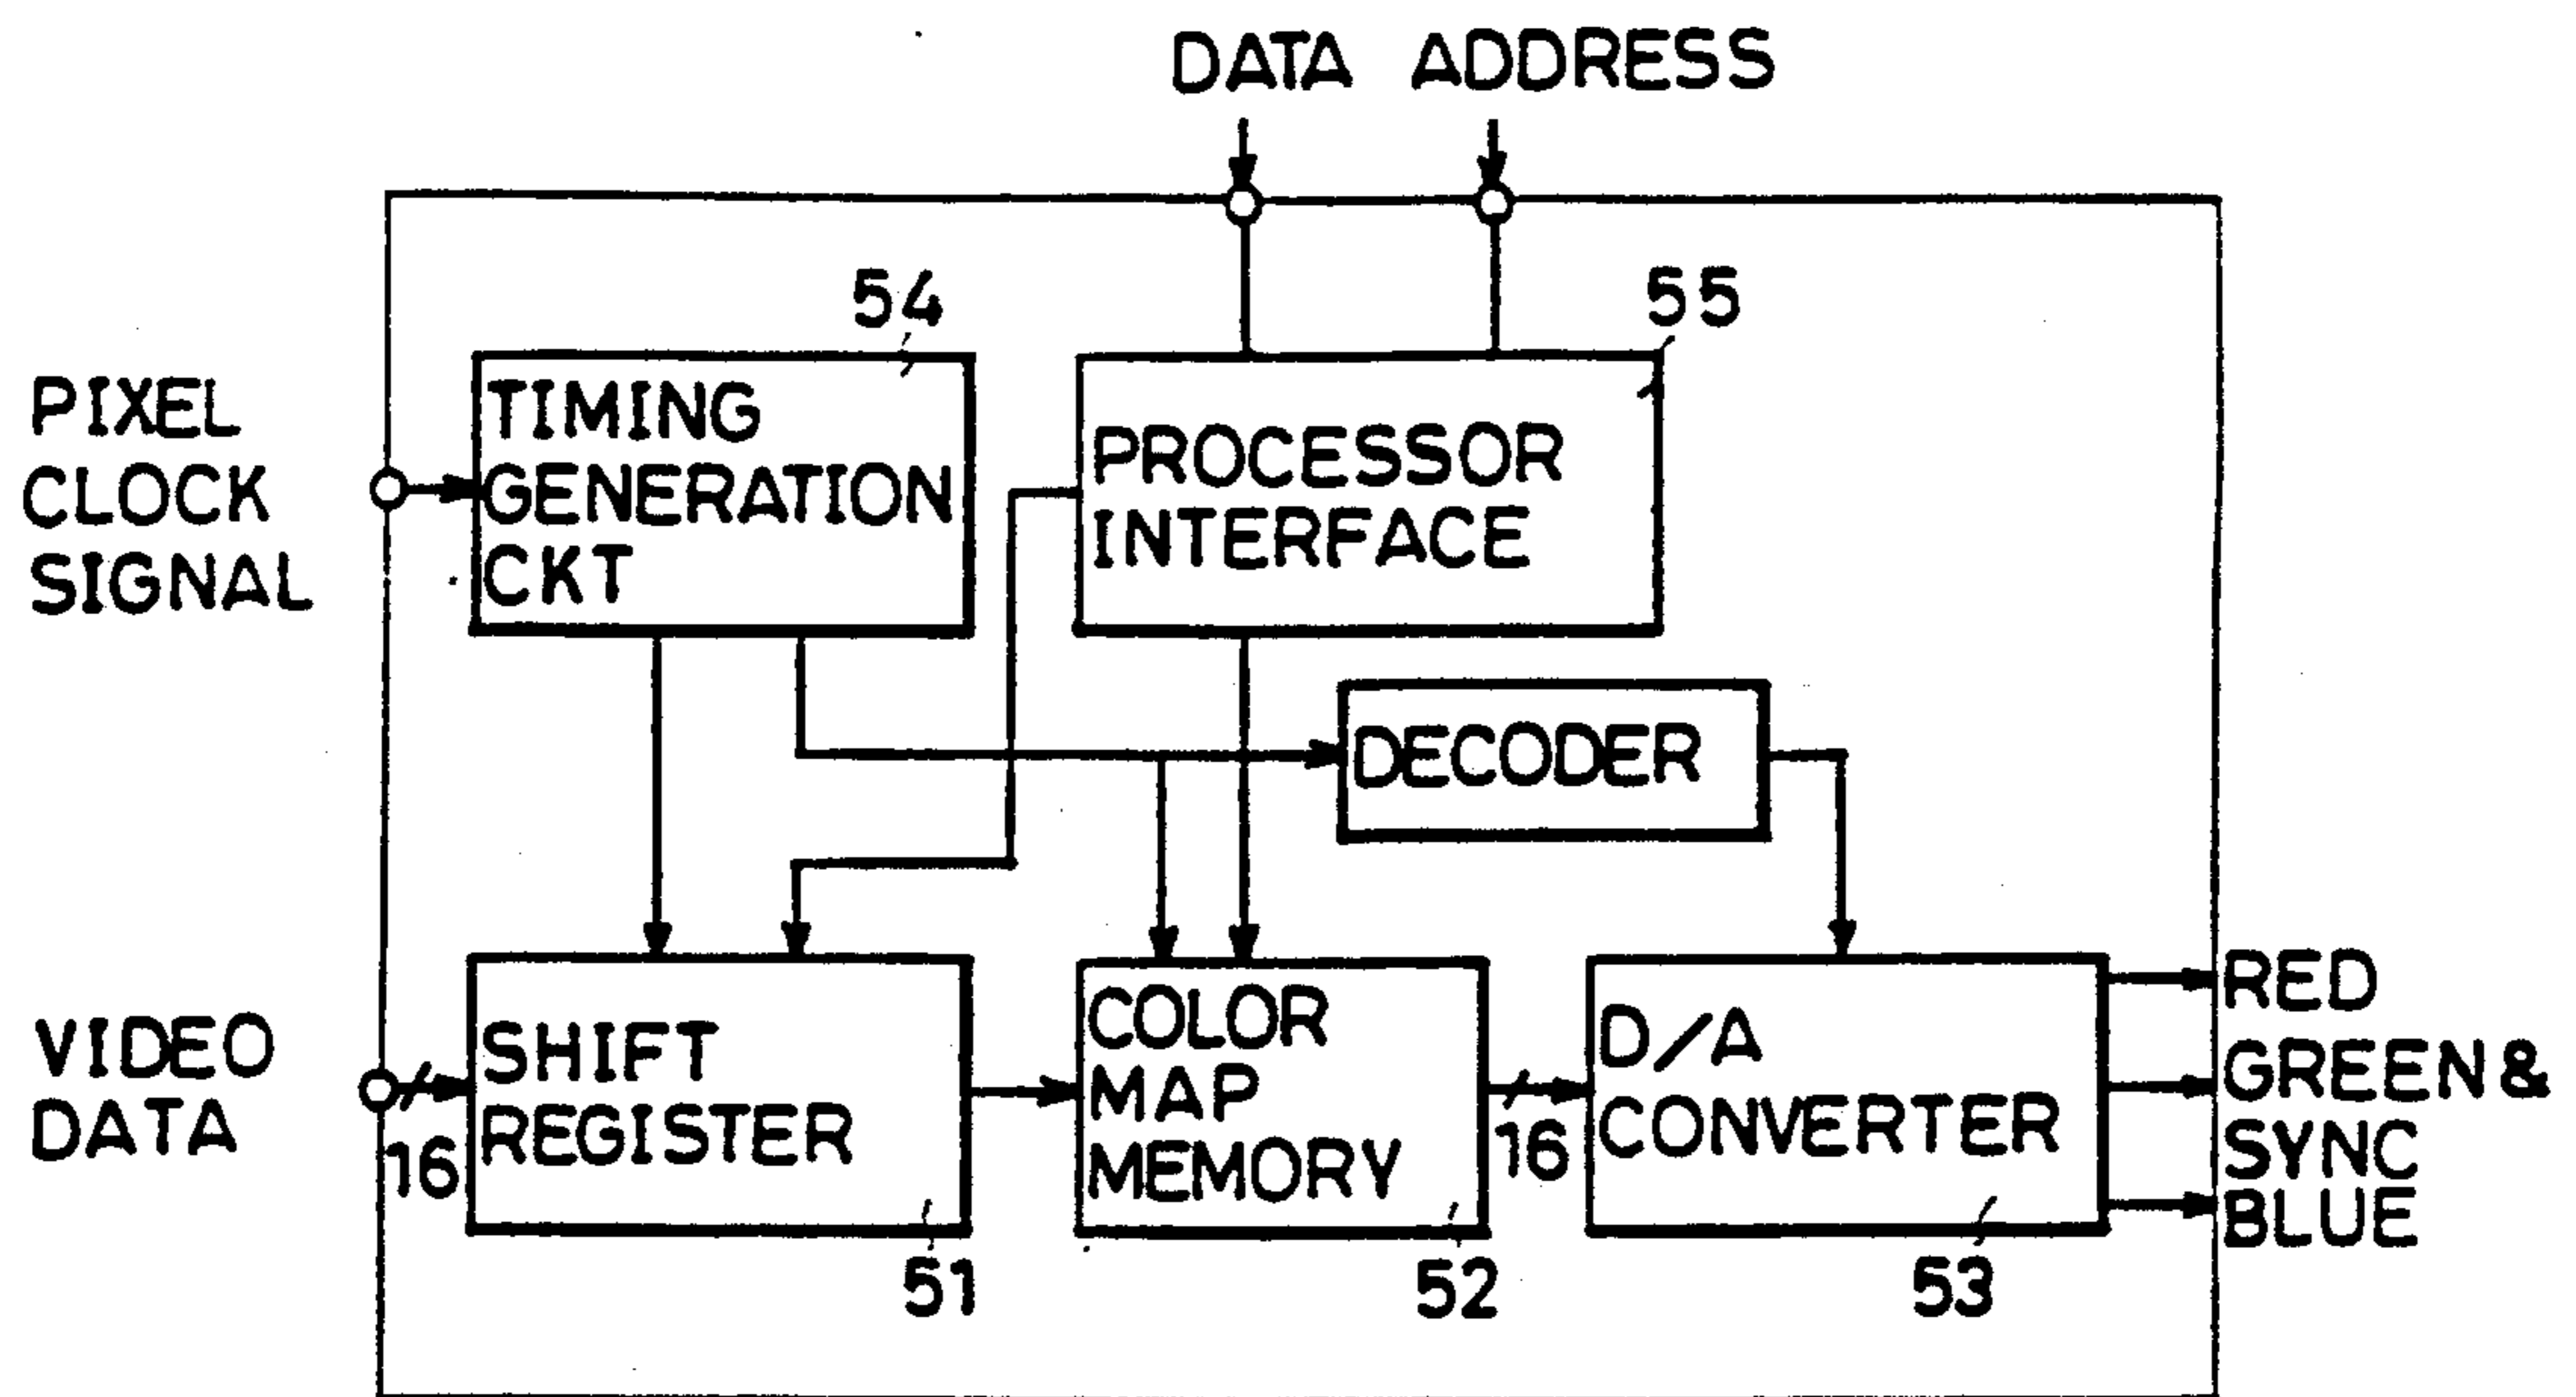 DATA ADDRESS
54
55
PIXEL
CLOCK
SIGNAL
TIMING
GENERATION
CKT
PROCESSOR
INTERFACE
DECODER
VIDEO
DATA
16
SHIFT
REGISTER
51
COLOR
MAP
MEMORY
52
16
D/A
CONVERTER
53
RED
GREEN &
SYNC
BLUE